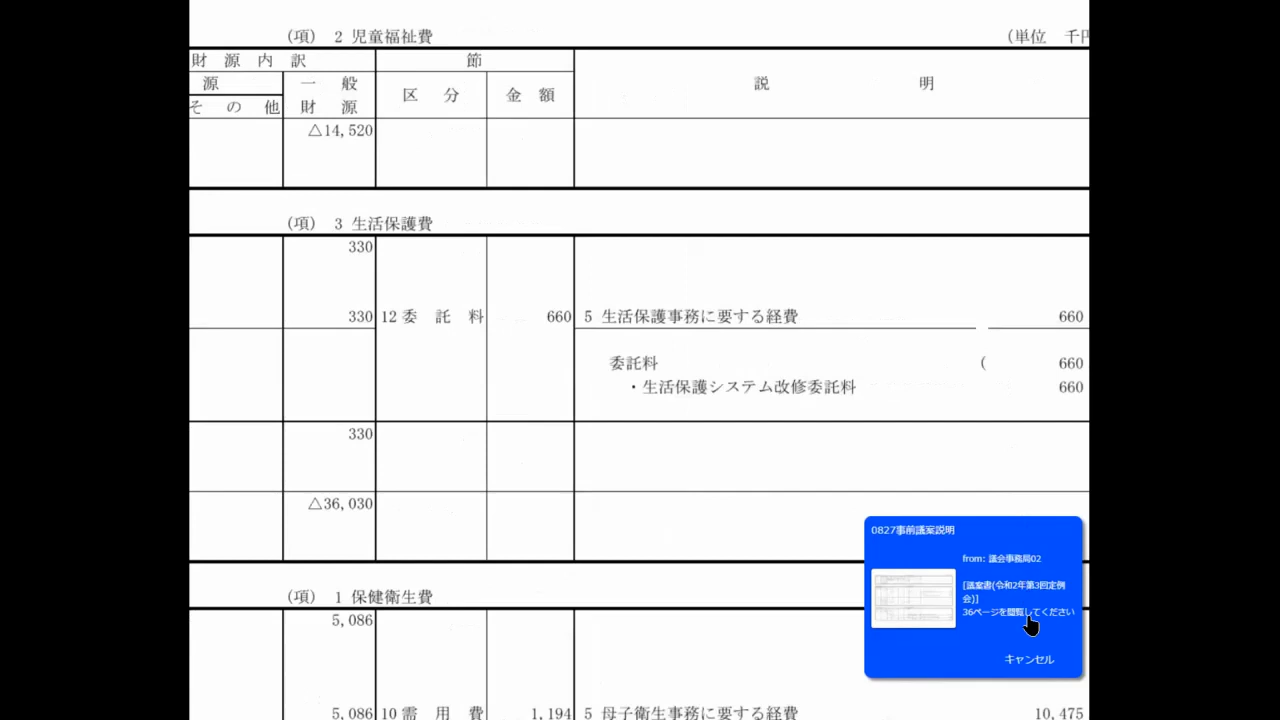 (項) 2 児童福祉費
(単位 千円
財 源 内 訳
節
源
一 般
区 分
金 額
説 明
そ の 他
財 源
△14,520
(項) 3 生活保護費
330
330 12 委 託 料 660 5 生活保護事務に要する経費 660
委託料 ( 660
・生活保護システム改修委託料 660
330
△36,030
(項) 1 保健衛生費
5,086
5,086 10 需 用 費 1,194 5 母子衛生事務に要する経費 10,475
0827事前議案説明
from: 議会事務局02
[議案書(令和2年第3回定例
会)]
36ページを閲覧してください
キャンセル